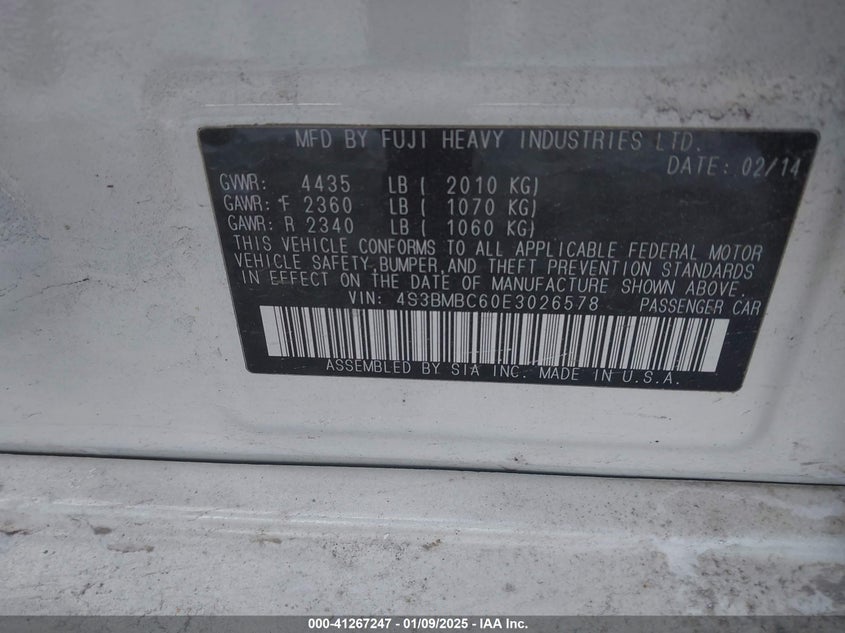 MFD BY FUJI HEAVY INDUSTRIES LTD.
DATE: 02/14
GVWR: 4435 LB ( 2010 KG)
GAWR: F 2360 LB ( 1070 KG)
GAWR: R 2340 LB ( 1060 KG)
THIS VEHICLE CONFORMS TO ALL APPLICABLE FEDERAL MOTOR
VEHICLE SAFETY,BUMPER,AND THEFT PREVENTION STANDARDS
IN EFFECT ON THE DATE OF MANUFACTURE SHOWN ABOVE.
VIN: 4S3BMBC60E3026578 PASSENGER CAR
ASSEMBLED BY SIA INC. MADE IN U.S.A.
000-41267247 - 01/09/2025 - IAA Inc.